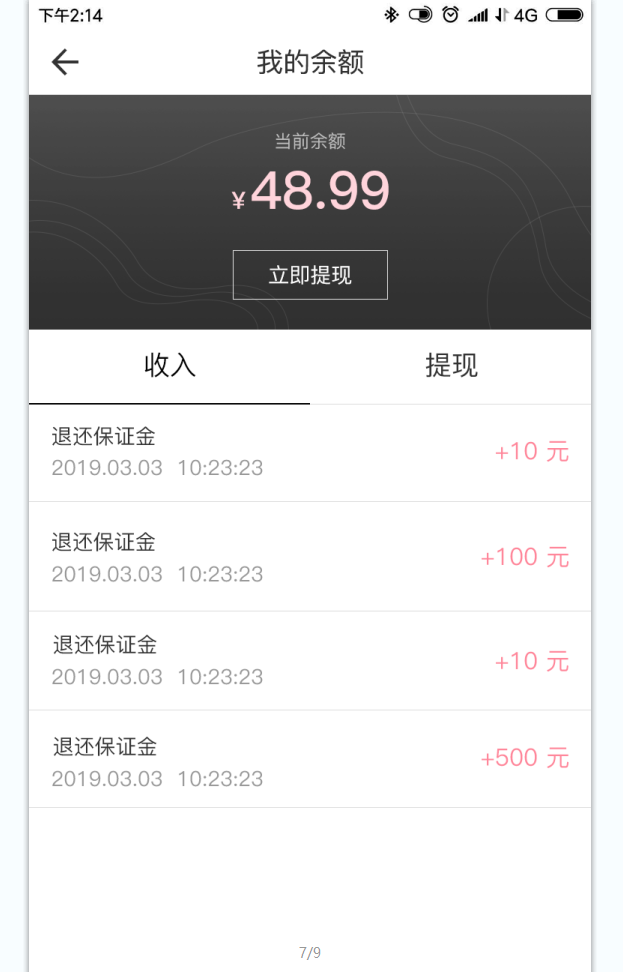 下午2:14 4G
我的余额
当前余额
¥48.99
立即提现
收入 提现
退还保证金
2019.03.03 10:23:23
+10 元
退还保证金
2019.03.03 10:23:23
+100 元
退还保证金
2019.03.03 10:23:23
+10 元
退还保证金
2019.03.03 10:23:23
+500 元
7/9